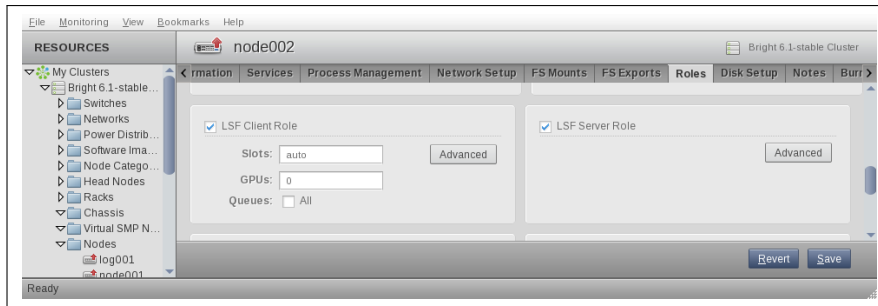 File Monitoring View Bookmarks Help
RESOURCES
node002
Bright 6.1-stable Cluster
My Clusters
Bright 6.1-stable...
Switches
Networks
Power Distrib...
Software Ima...
Node Catego...
Head Nodes
Racks
Chassis
Virtual SMP N...
Nodes
log001
node001
rmation Services Process Management Network Setup FS Mounts FS Exports Roles Disk Setup Notes Burr
LSF Client Role
Slots: auto Advanced
GPUs: 0
Queues: All
LSF Server Role
Advanced
Revert Save
Ready